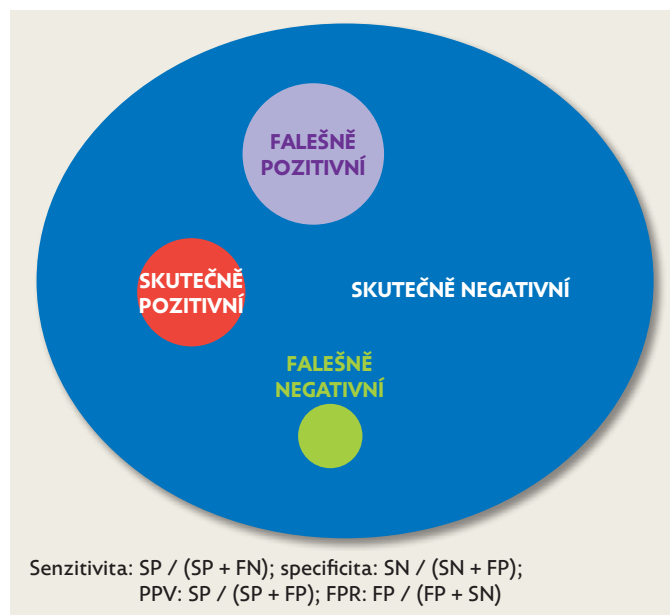 FALEŠNĚ
POZITIVNÍ
SKUTEČNĚ
POZITIVNÍ
SKUTEČNĚ NEGATIVNÍ
FALEŠNĚ
NEGATIVNÍ
Senzitivita: SP / (SP + FN); specificita: SN / (SN + FP);
PPV: SP / (SP + FP); FPR: FP / (FP + SN)